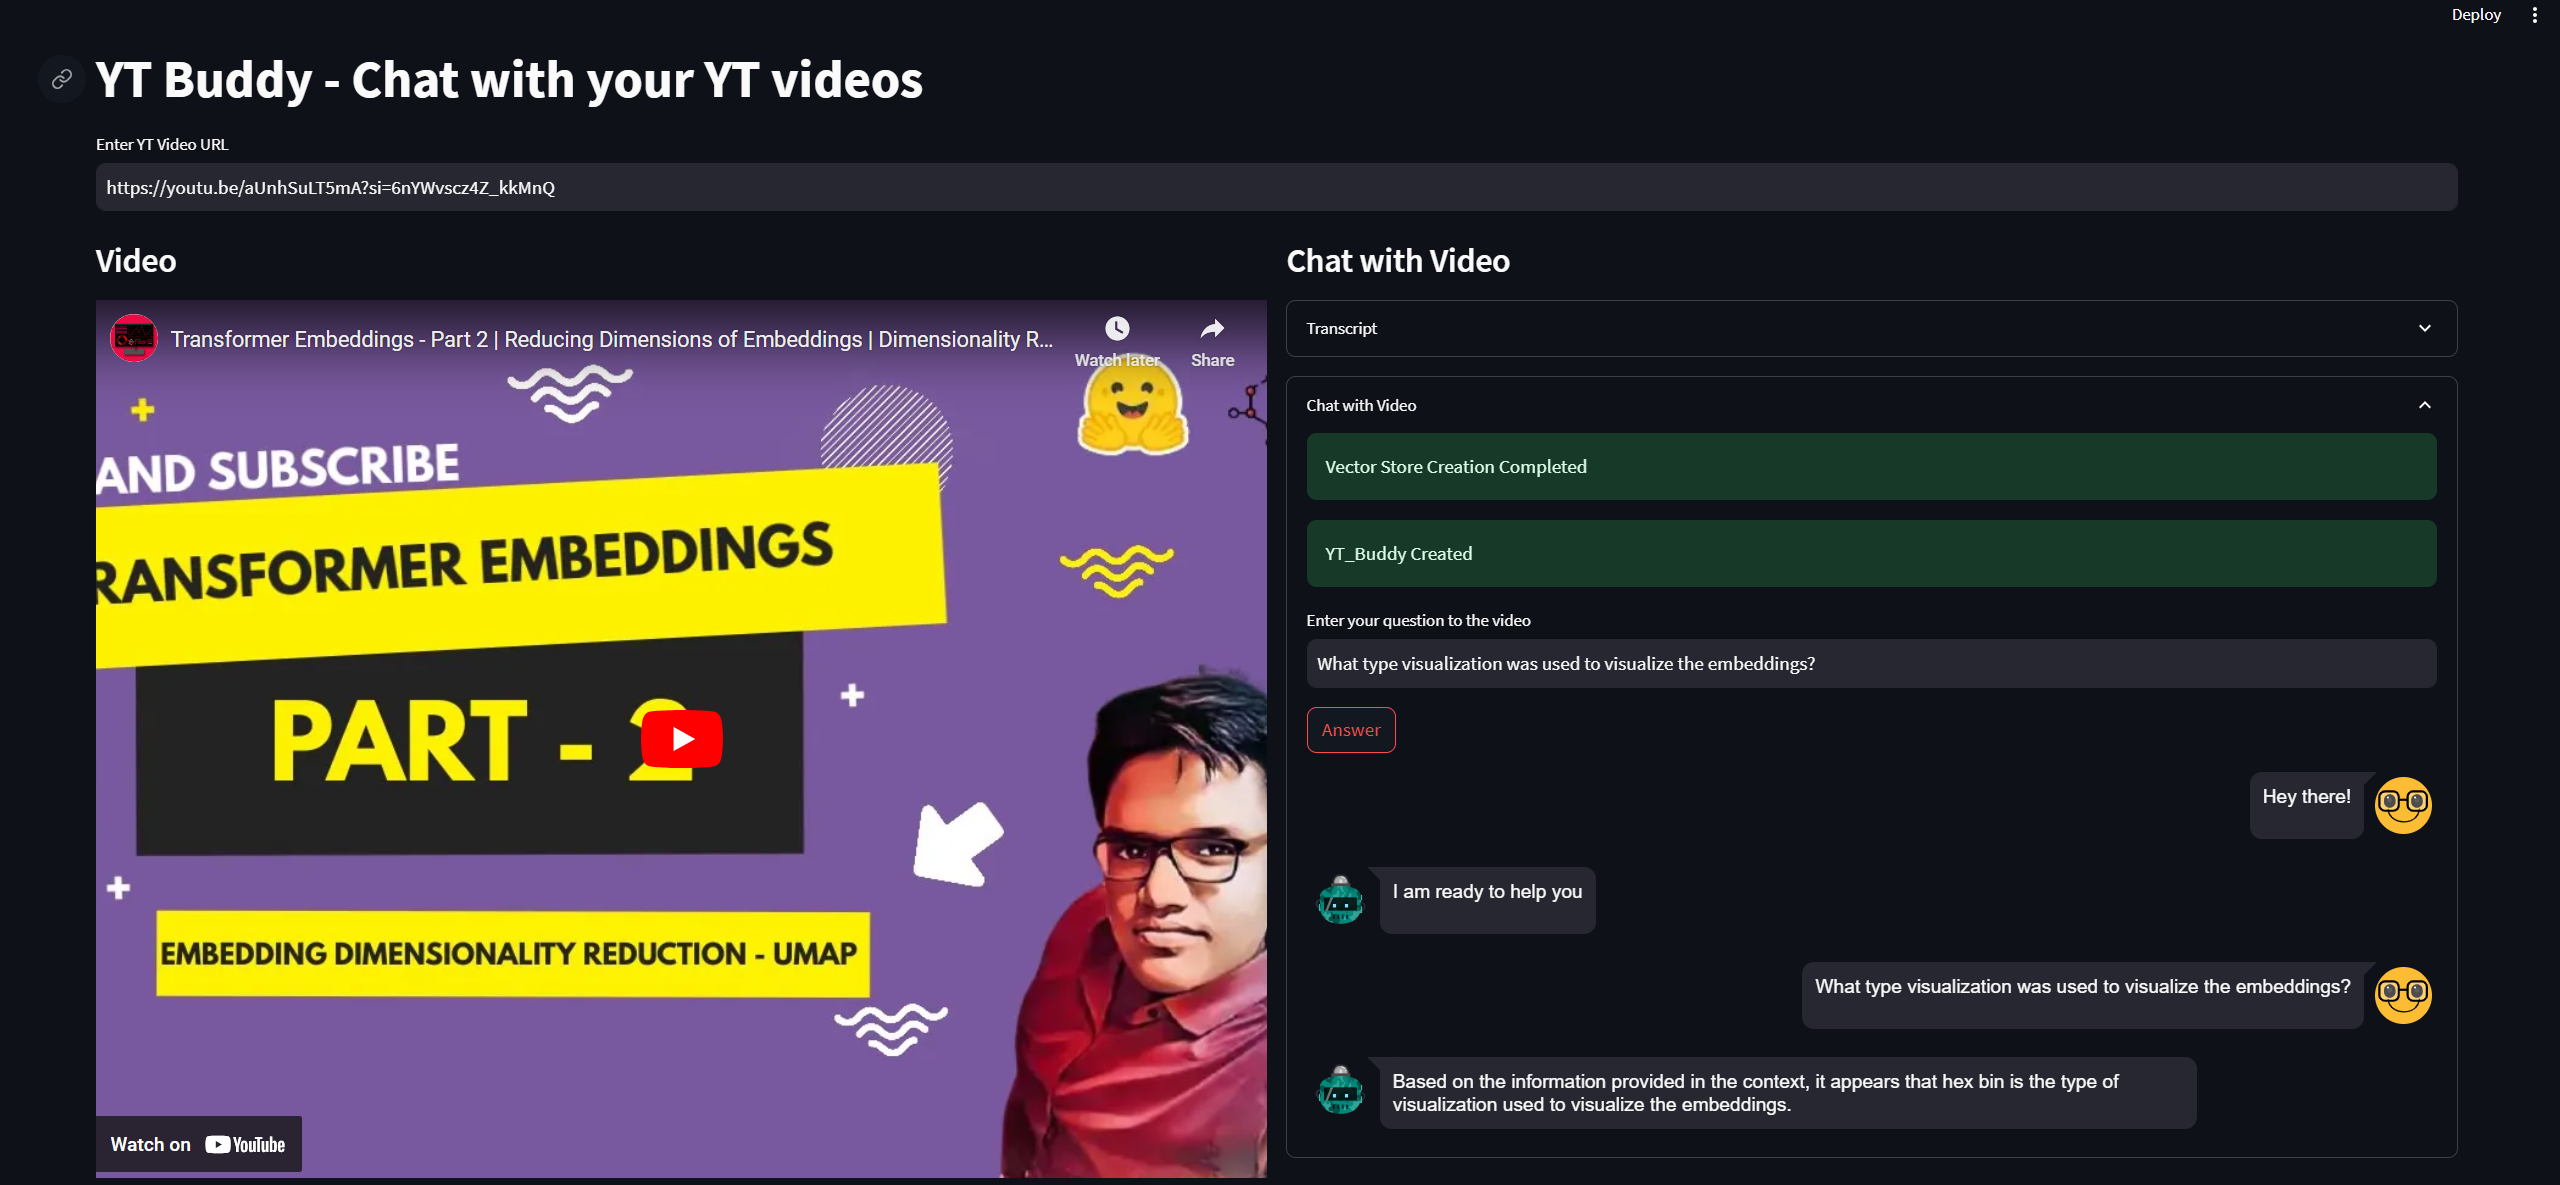 Deploy
YT Buddy - Chat with your YT videos
Enter YT Video URL
https://youtu.be/aUnhSuLT5mA?si=6nYWvscz4Z_kkMnQ
Video
Transformer Embeddings - Part 2 | Reducing Dimensions of Embeddings | Dimensionality R...
Watch later
Share
AND SUBSCRIBE
RANSFORMER EMBEDDINGS
PART - 2
EMBEDDING DIMENSIONALITY REDUCTION - UMAP
Watch on YouTube
Chat with Video
Transcript
Chat with Video
Vector Store Creation Completed
YT_Buddy Created
Enter your question to the video
What type visualization was used to visualize the embeddings?
Answer
Hey there!
I am ready to help you
What type visualization was used to visualize the embeddings?
Based on the information provided in the context, it appears that hex bin is the type of
visualization used to visualize the embeddings.